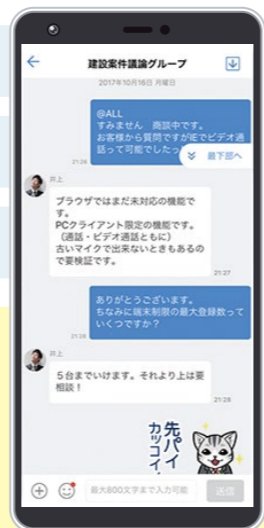 建設案件議論グループ
2017年10月16日 月曜日
@ALL
すみません 商談中です。
お客様から質問ですがIEでビデオ通
話って可能でしたっ
最下部へ
21:26
井上
ブラウザではまだ未対応の機能で
す。
PCクライアント限定の機能です。
(通話・ビデオ通話ともに)
古いマイクで出来ないときもあるの
で要検証です。
21:27
ありがとうございます。
ちなみに端末制限の最大登録数って
いくつですか?
21:28
井上
5台までいけます。それより上は要
相談!
21:28
先パイ
カッコイイ
最大800文字まで入力可能
送信